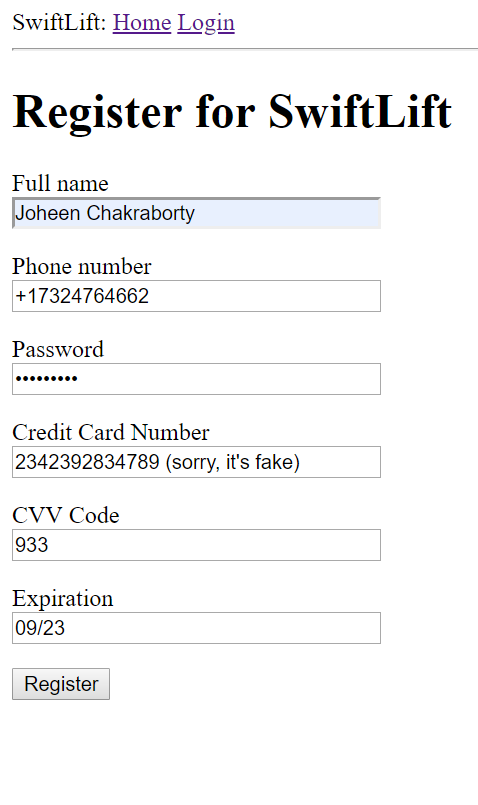 SwiftLift: Home Login
Register for SwiftLift
Full name
Joheen Chakraborty
Phone number
+17324764662
Password
•••••••••
Credit Card Number
2342392834789 (sorry, it's fake)
CVV Code
933
Expiration
09/23
Register